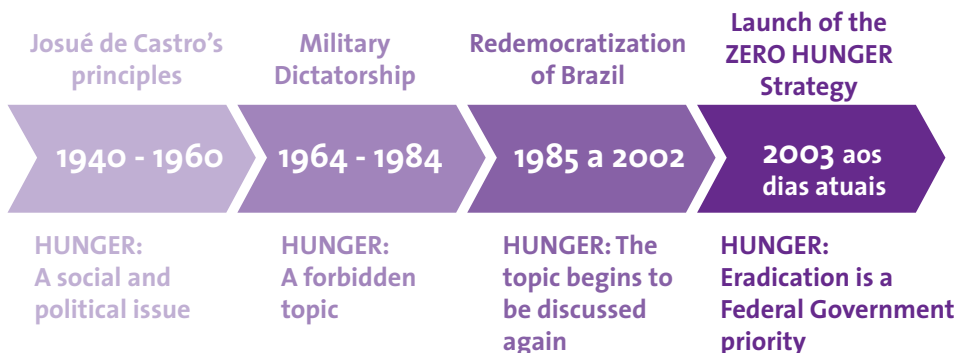 Josué de Castro's
principles
1940 - 1960
HUNGER:
A social and
political issue
Military
Dictatorship
1964 - 1984
HUNGER:
A forbidden
topic
Redemocratization
of Brazil
1985 a 2002
HUNGER: The
topic begins to
be discussed
again
Launch of the
ZERO HUNGER
Strategy
2003 aos
dias atuais
HUNGER:
Eradication is a
Federal Government
priority